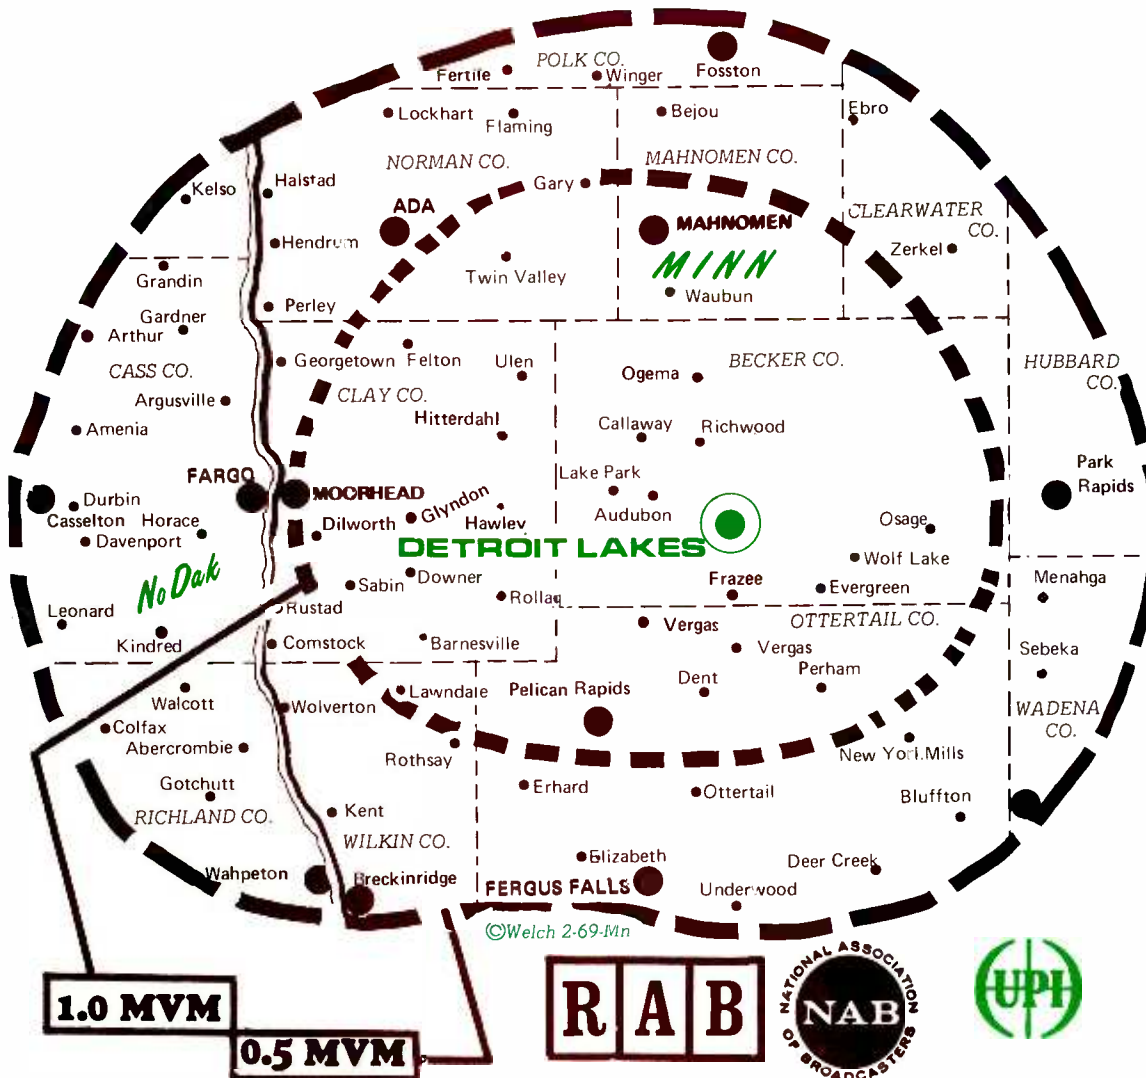 POLK CO.
Fertile
Winger
Fosston
Lockhart
Flaming
Bejou
Ebro
NORMAN CO.
MAHNOMEN CO.
Kelso
Halstad
Gary
ADA
MAHNOMEN
CLEARWATER
CO.
Hendrum
Zerkel
MINN
Grandin
Twin Valley
Waubun
Gardner
Perley
Arthur
Georgetown
Felton
Ulen
Ogema
BECKER CO.
HUBBARD
CO.
CASS CO.
CLAY CO.
Argusville
Hitterdahl
Callaway
Richwood
Amenia
Park
Rapids
FARGO
MOORHEAD
Lake Park
Durbin
Glyndon
Audubon
Casselton
Horace
Dilworth
Hawley
Osage
Davenport
DETROIT LAKES
Wolf Lake
NoDak
Sabin
Downer
Frazee
Evergreen
Menahga
Leonard
Rustad
Rolla
OTTERTAIL CO.
Vergas
Kindred
Comstock
Barnesville
Vergas
Sebeka
Walcott
Lawndale
Pelican Rapids
Dent
Perham
Wolverton
WADENA
CO.
Colfax
Abercrombie
Rothsay
New York Mills
Gotchutt
Erhard
Ottertail
Bluffton
RICHLAND CO.
Kent
WILKIN CO.
Elizabeth
Deer Creek
Wahpeton
Breckinridge
FERGUS FALLS
Underwood
©Welch 2-69-Mn
1.0 MVM
0.5 MVM
RAB
NATIONAL ASSOCIATION
NAB
OF BROADCASTERS
UPI